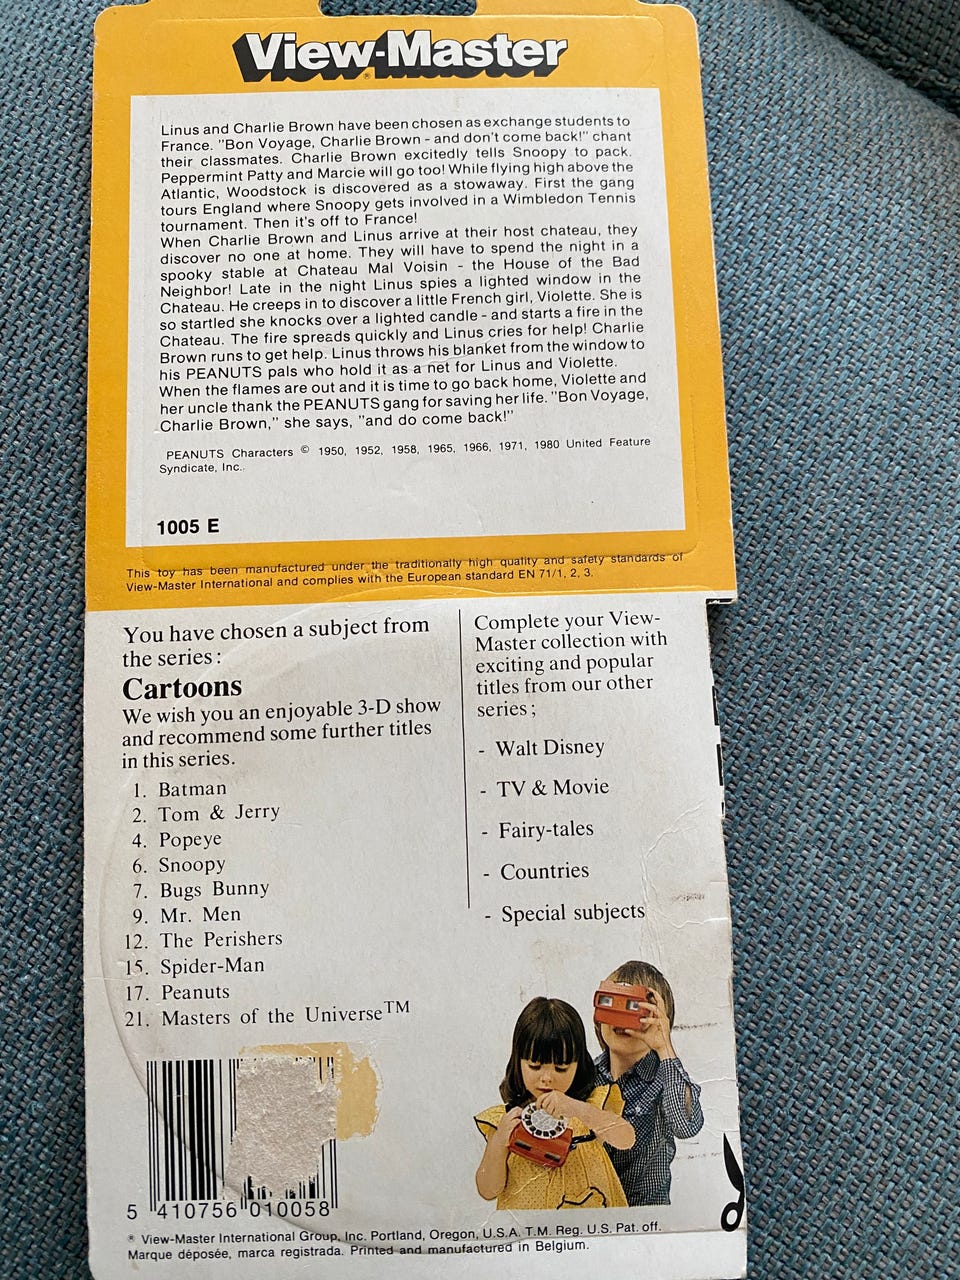 View-Master
®
Linus and Charlie Brown have been chosen as exchange students to
France. "Bon Voyage, Charlie Brown - and don't come back!" chant
their classmates. Charlie Brown excitedly tells Snoopy to pack.
Peppermint Patty and Marcie will go too! While flying high above the
Atlantic, Woodstock is discovered as a stowaway. First the gang
tours England where Snoopy gets involved in a Wimbledon Tennis
tournament. Then it's off to France!
When Charlie Brown and Linus arrive at their host chateau, they
discover no one at home. They will have to spend the night in a
spooky stable at Chateau Mal Voisin - the House of the Bad
Neighbor! Late in the night Linus spies a lighted window in the
Chateau. He creeps in to discover a little French girl, Violette. She is
so startled she knocks over a lighted candle - and starts a fire in the
Chateau. The fire spreads quickly and Linus cries for help! Charlie
Brown runs to get help. Linus throws his blanket from the window to
his PEANUTS pals who hold it as a net for Linus and Violette.
When the flames are out and it is time to go back home, Violette and
her uncle thank the PEANUTS gang for saving her life. "Bon Voyage,
Charlie Brown," she says, "and do come back!"
PEANUTS Characters © 1950, 1952, 1958, 1965, 1966, 1971, 1980 United Feature
Syndicate, Inc.
1005 E
This toy has been manufactured under the traditionally high quality and safety standards of
View-Master International and complies with the European standard EN 71/1, 2, 3.
You have chosen a subject from
the series:
Cartoons
We wish you an enjoyable 3-D show
and recommend some further titles
in this series.
1. Batman
2. Tom & Jerry
4. Popeye
6. Snoopy
7. Bugs Bunny
9. Mr. Men
12. The Perishers
15. Spider-Man
17. Peanuts
21. Masters of the Universe™
Complete your View-
Master collection with
exciting and popular
titles from our other
series;
- Walt Disney
- TV & Movie
- Fairy-tales
- Countries
- Special subjects
5 410756 010058
® View-Master International Group, Inc. Portland, Oregon, U.S.A. T.M. Reg. U.S. Pat. off.
Marque déposée, marca registrada. Printed and manufactured in Belgium.